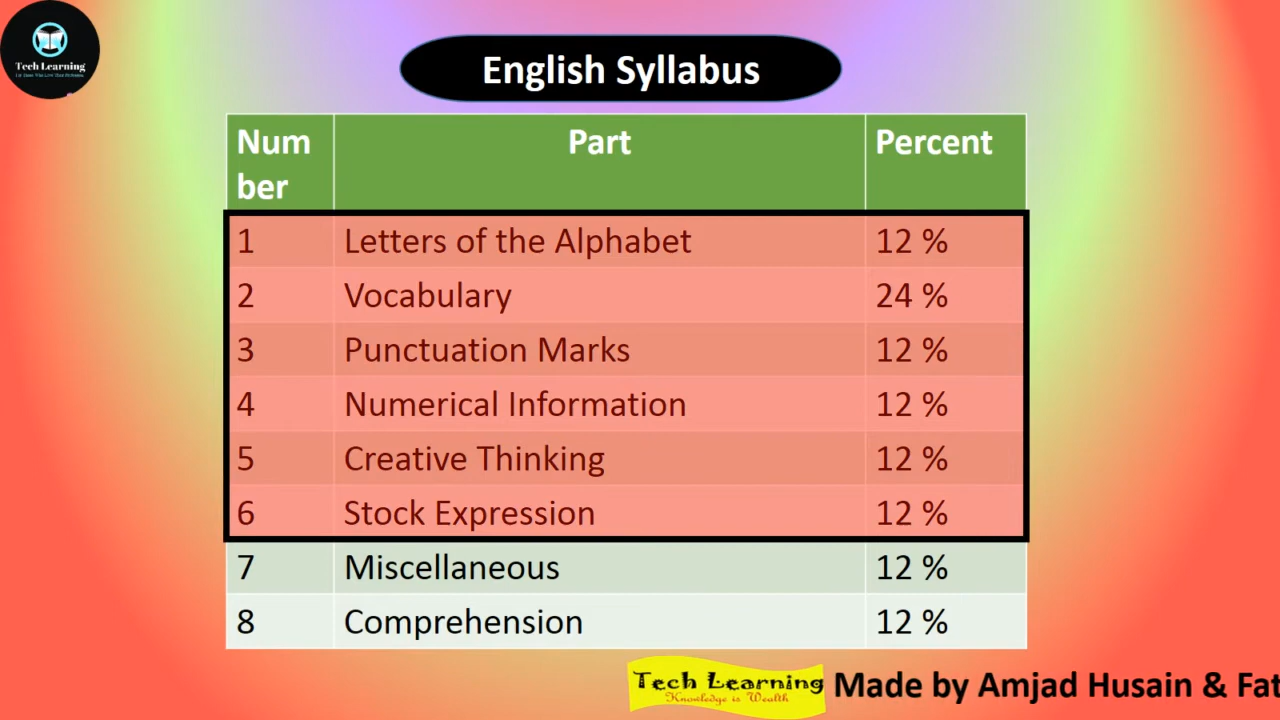 Tech Learning
English Syllabus
Num
ber
Part
Percent
1 Letters of the Alphabet 12 %
2 Vocabulary 24 %
3 Punctuation Marks 12 %
4 Numerical Information 12 %
5 Creative Thinking 12 %
6 Stock Expression 12 %
7 Miscellaneous 12 %
8 Comprehension 12 %
Tech Learning
Knowledge is Wealth
Made by Amjad Husain & Fat